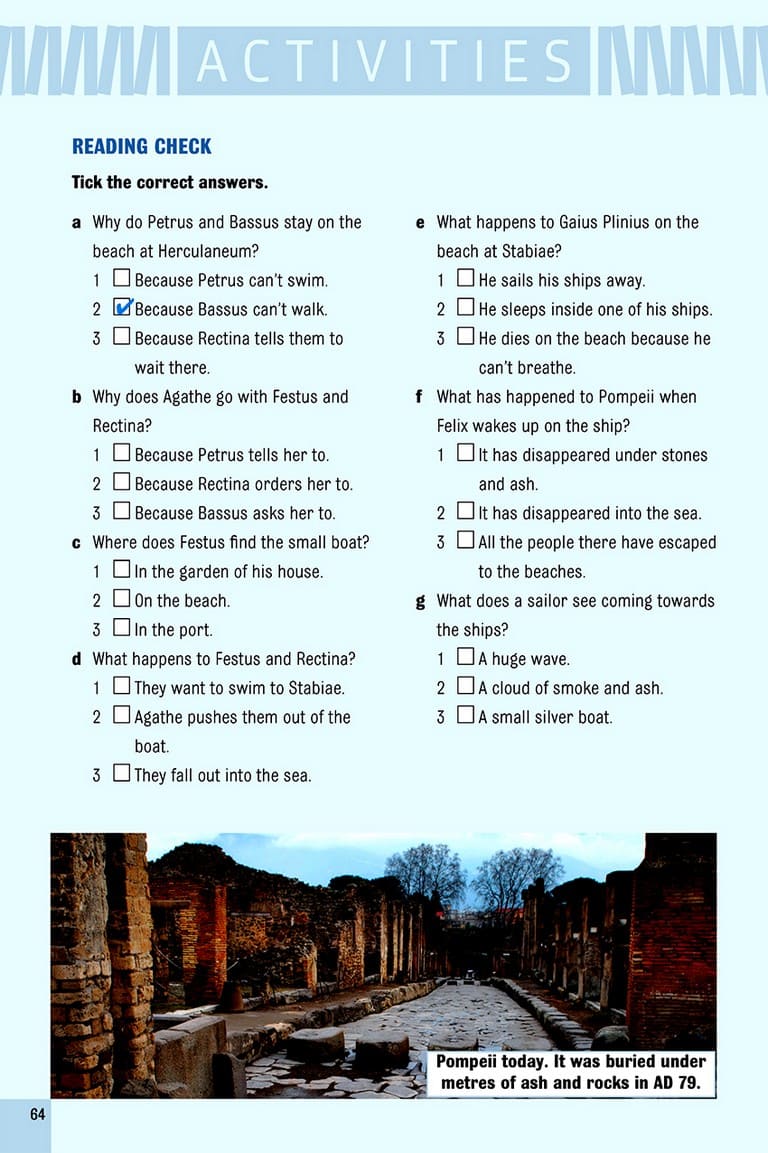 ACTIVITIES
READING CHECK
Tick the correct answers.
a Why do Petrus and Bassus stay on the
beach at Herculaneum?
1 Because Petrus can't swim.
2 Because Bassus can't walk.
3 Because Rectina tells them to
wait there.
b Why does Agathe go with Festus and
Rectina?
1 Because Petrus tells her to.
2 Because Rectina orders her to.
3 Because Bassus asks her to.
c Where does Festus find the small boat?
1 In the garden of his house.
2 On the beach.
3 In the port.
d What happens to Festus and Rectina?
1 They want to swim to Stabiae.
2 Agathe pushes them out of the
boat.
3 They fall out into the sea.
e What happens to Gaius Plinius on the
beach at Stabiae?
1 He sails his ships away.
2 He sleeps inside one of his ships.
3 He dies on the beach because he
can't breathe.
f What has happened to Pompeii when
Felix wakes up on the ship?
1 It has disappeared under stones
and ash.
2 It has disappeared into the sea.
3 All the people there have escaped
to the beaches.
g What does a sailor see coming towards
the ships?
1 A huge wave.
2 A cloud of smoke and ash.
3 A small silver boat.
Pompeii today. It was buried under
metres of ash and rocks in AD 79.
64